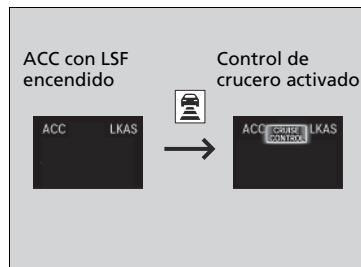 ACC con LSF
encendido
Control de
crucero activado
ACC LKAS
ACC CRUISE CONTROL LKAS